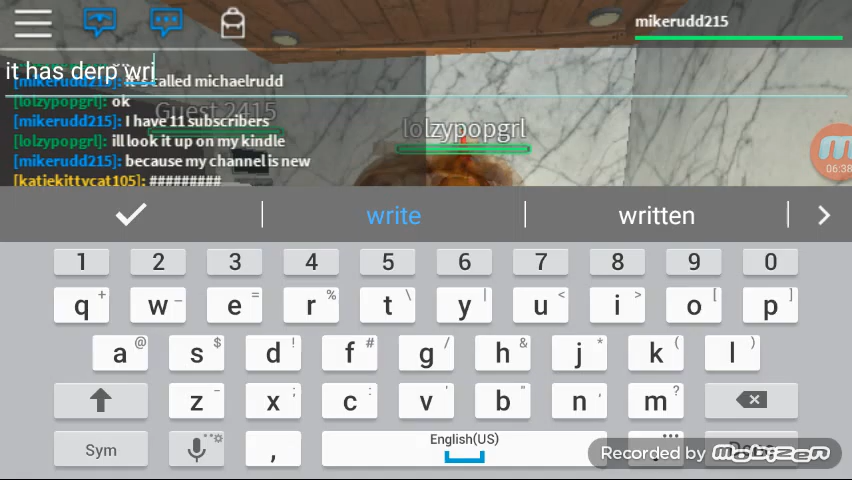 mikerudd215
it has derp wri
[mikerudd215]: it's called michaelrudd
[lolzypopgrl]: ok
Guest 2415
[mikerudd215]: I have 11 subscribers
lolzypopgrl
[lolzypopgrl]: ill look it up on my kindle
[mikerudd215]: because my channel is new
06:38
[katiekittycat105]: #########
write written
1 2 3 4 5 6 7 8 9 0
q + w _ e = r % t \ y | u < i > o [ p ]
a @ s $ d ! f # g / h & j * k ( l )
z - x ; c : v ' b " n , m ?
Sym , English(US) .
Recorded by mobizen